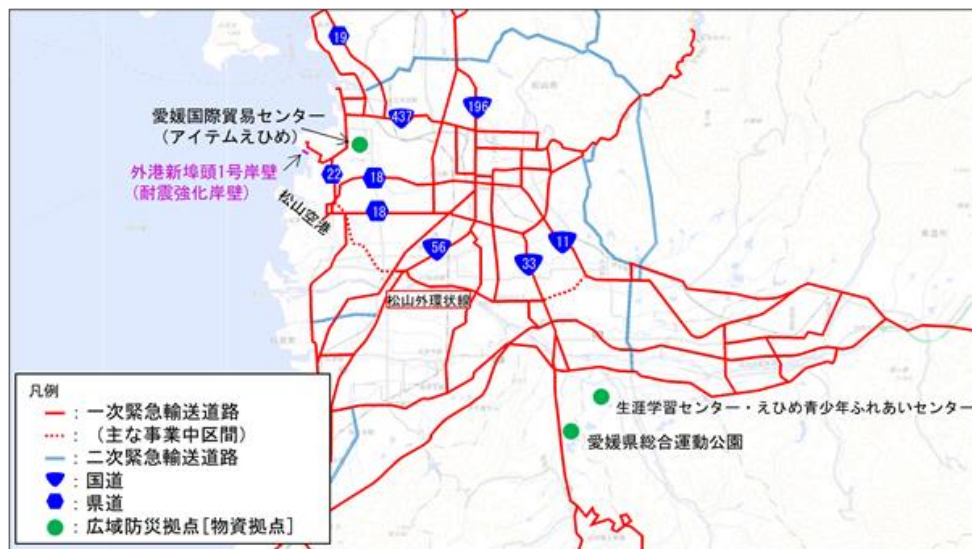 19
196
437
愛媛国際貿易センター
(アイテムえひめ)
外港新埠頭1号岸壁
(耐震強化岸壁)
22
18
18
松山空港
56
11
33
松山外環状線
生涯学習センター・えひめ青少年ふれあいセンター
愛媛県総合運動公園
凡例
:一次緊急輸送道路
:(主な事業中区間)
:二次緊急輸送道路
:国道
:県道
:広域防災拠点[物資拠点]